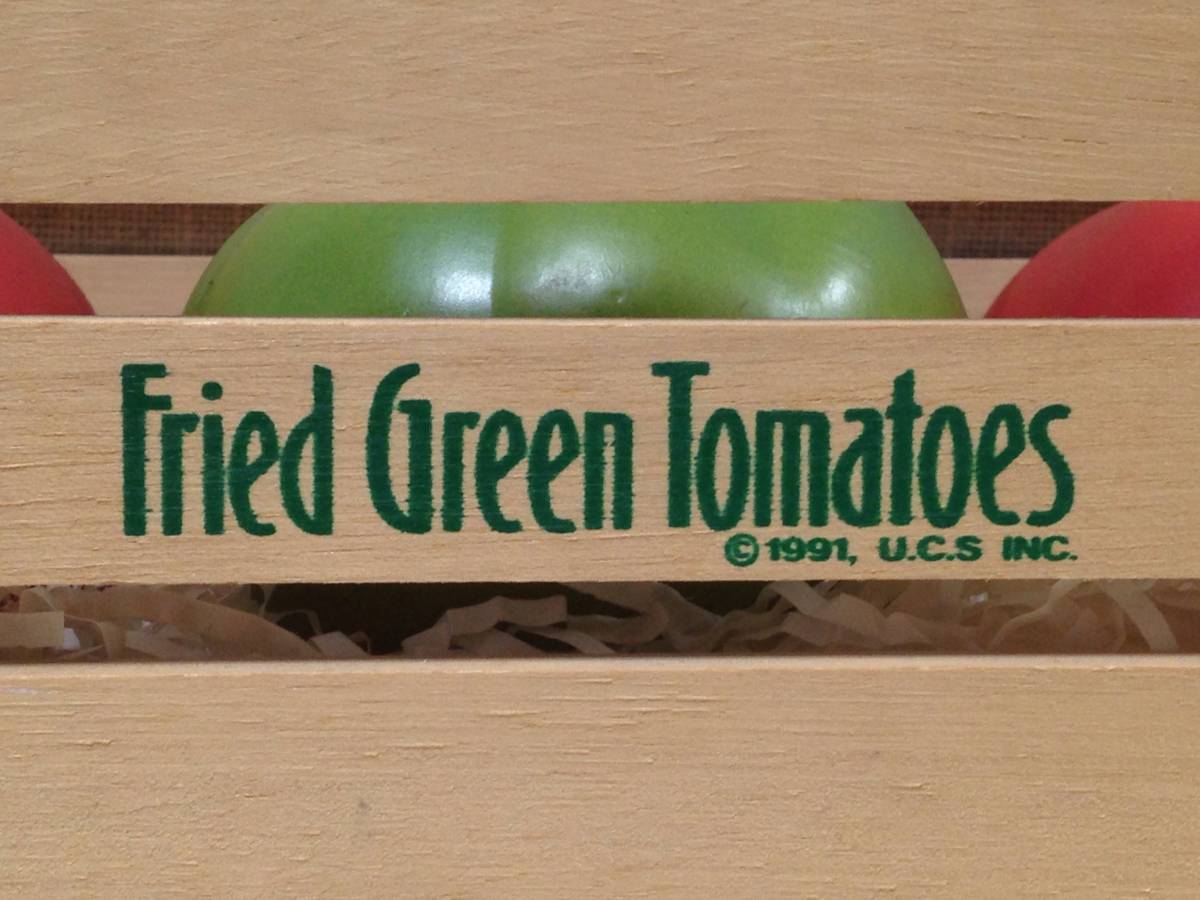 Fried Green Tomatoes
©1991, U.C.S INC.